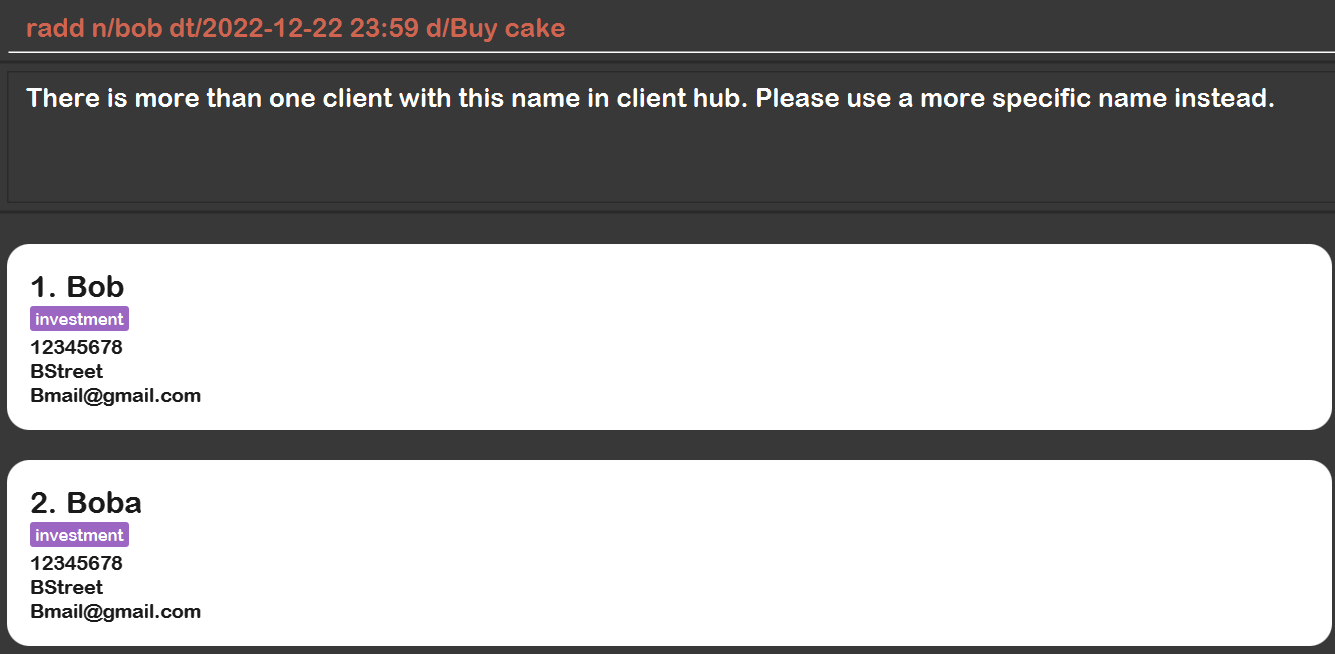 radd n/bob dt/2022-12-22 23:59 d/Buy cake
There is more than one client with this name in client hub. Please use a more specific name instead.
1. Bob
investment
12345678
BStreet
Bmail@gmail.com
2. Boba
investment
12345678
BStreet
Bmail@gmail.com